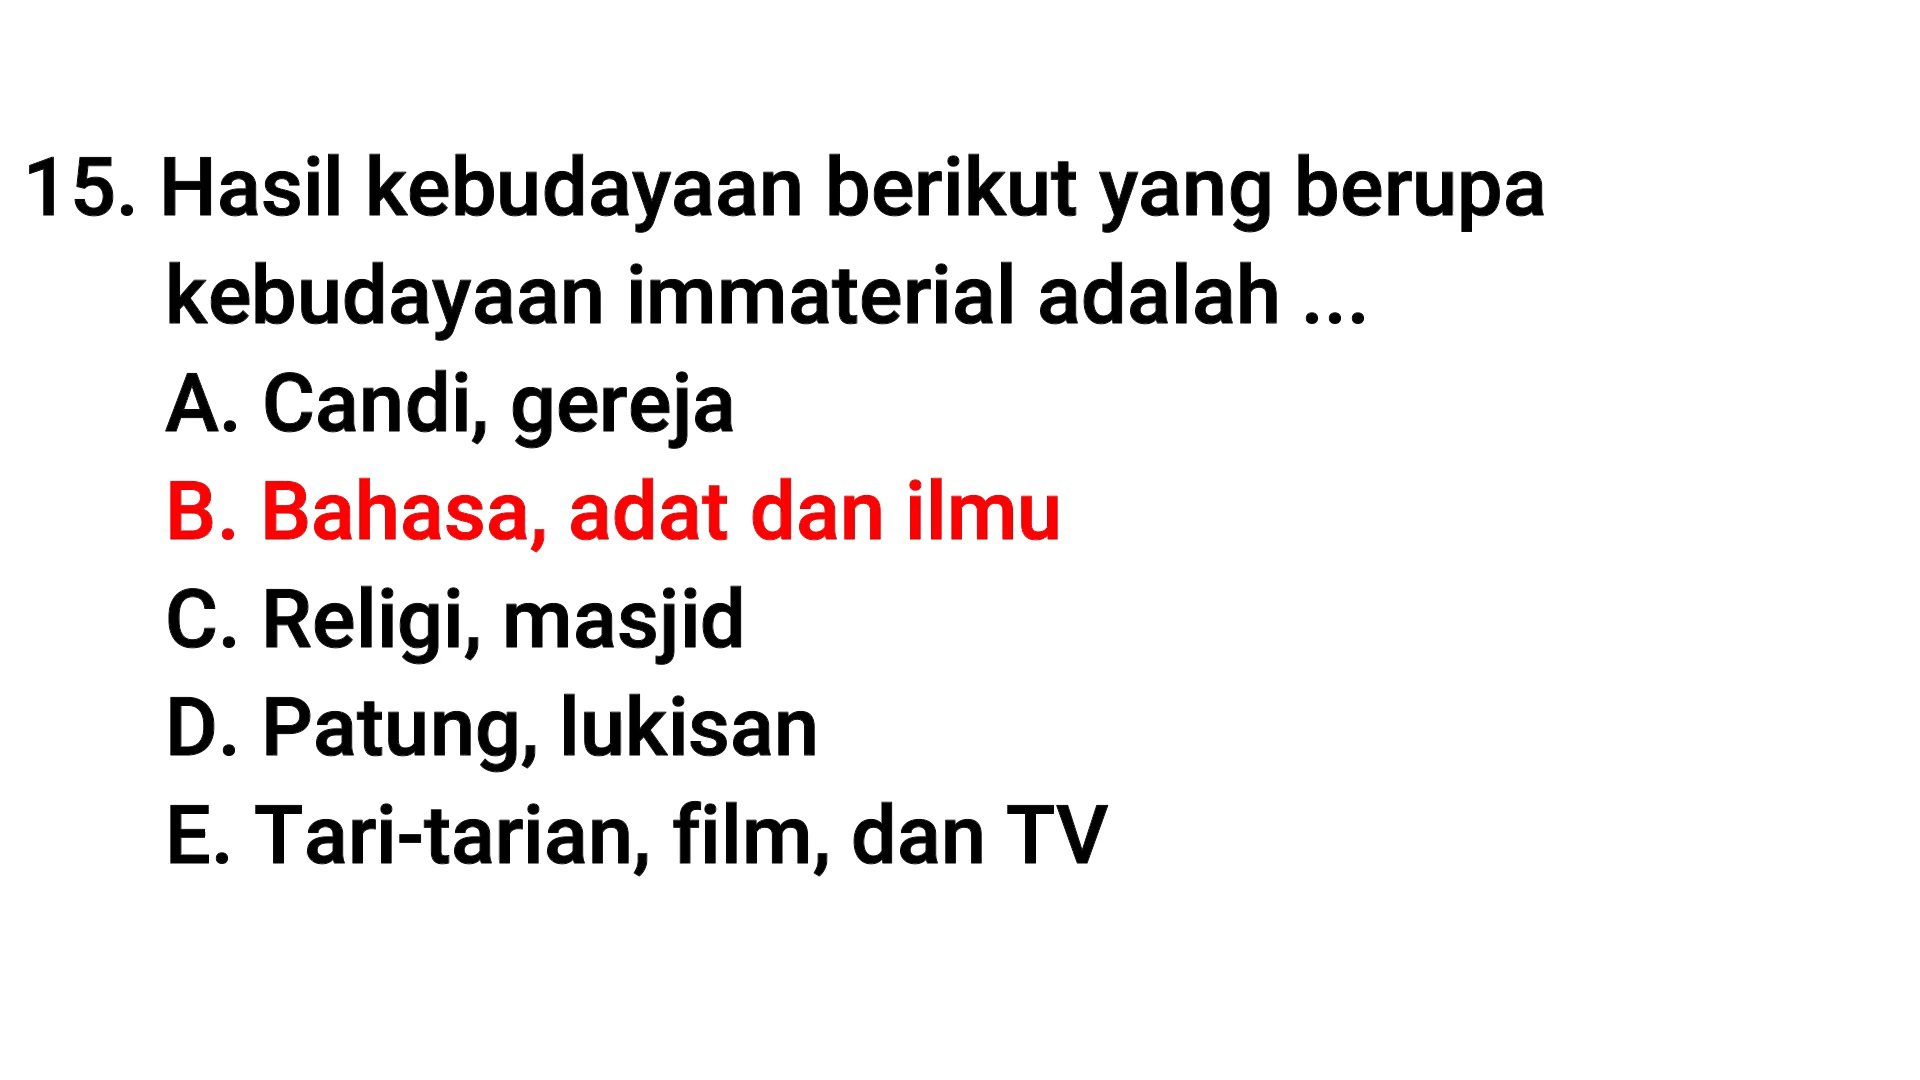 15. Hasil kebudayaan berikut yang berupa
kebudayaan immaterial adalah ...
A. Candi, gereja
B. Bahasa, adat dan ilmu
C. Religi, masjid
D. Patung, lukisan
E. Tari-tarian, film, dan TV